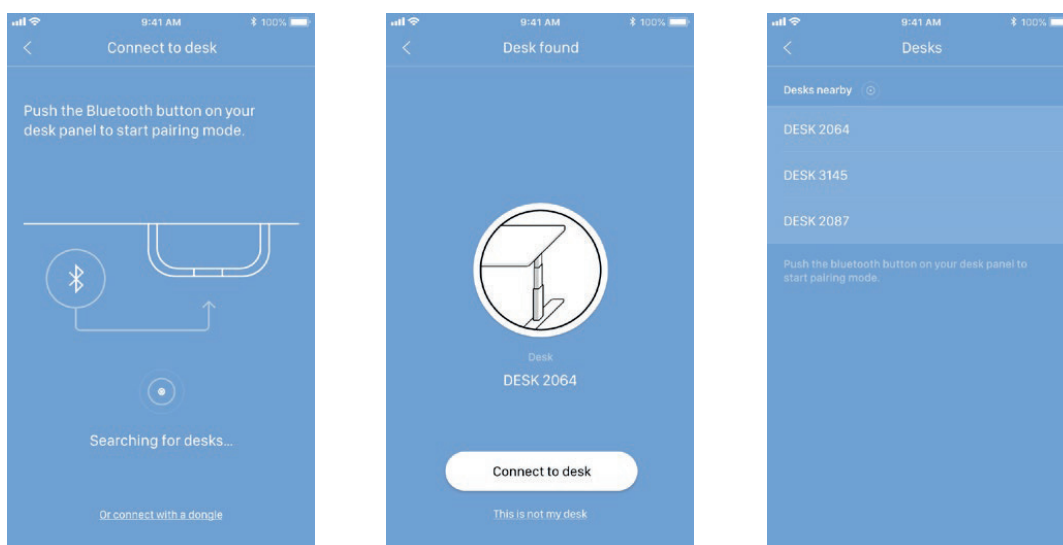 9:41 AM
100%
Connect to desk
Push the Bluetooth button on your
desk panel to start pairing mode.
Searching for desks...
Or connect with a dongle
9:41 AM
100%
Desk found
Desk
DESK 2064
Connect to desk
This is not my desk
9:41 AM
100%
Desks
Desks nearby
DESK 2064
DESK 3145
DESK 2087
Push the bluetooth button on your desk panel to
start pairing mode.